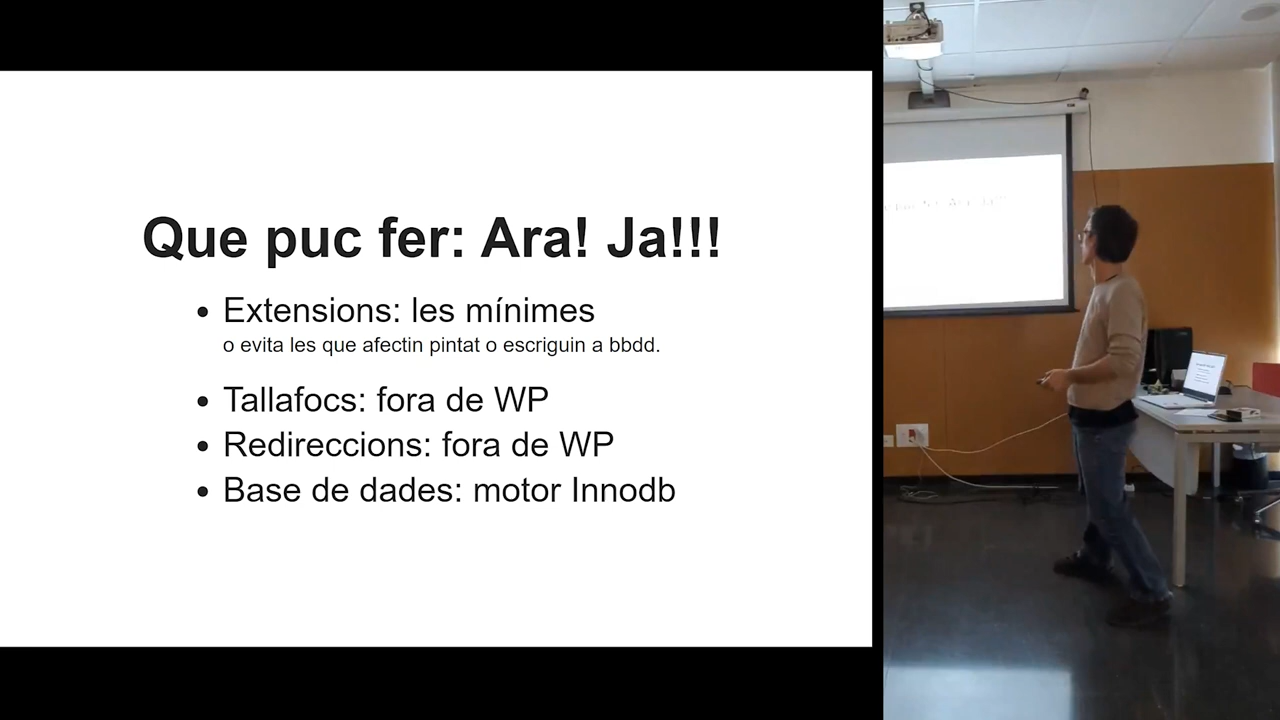 Que puc fer: Ara! Ja!!!
• Extensions: les mínimes
o evita les que afectin pintat o escriguin a bbdd.
• Tallafocs: fora de WP
• Redireccions: fora de WP
• Base de dades: motor Innodb